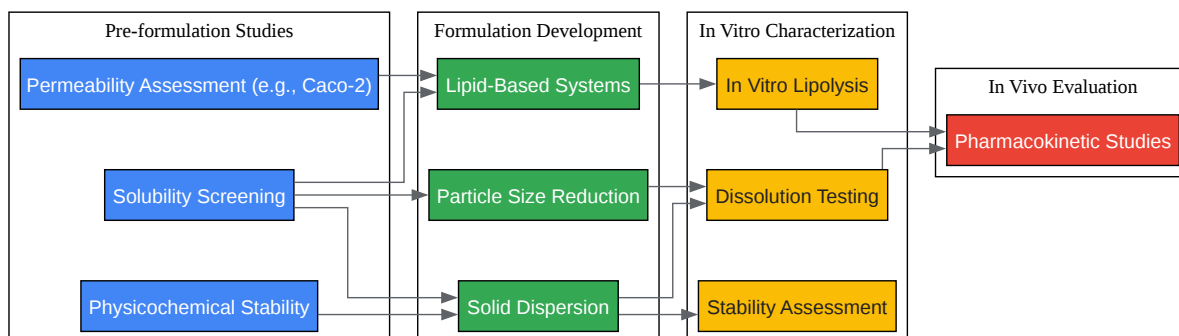 Pre-formulation Studies
Permeability Assessment (e.g., Caco-2)
Solubility Screening
Physicochemical Stability
Formulation Development
Lipid-Based Systems
Particle Size Reduction
Solid Dispersion
In Vitro Characterization
In Vitro Lipolysis
Dissolution Testing
Stability Assessment
In Vivo Evaluation
Pharmacokinetic Studies